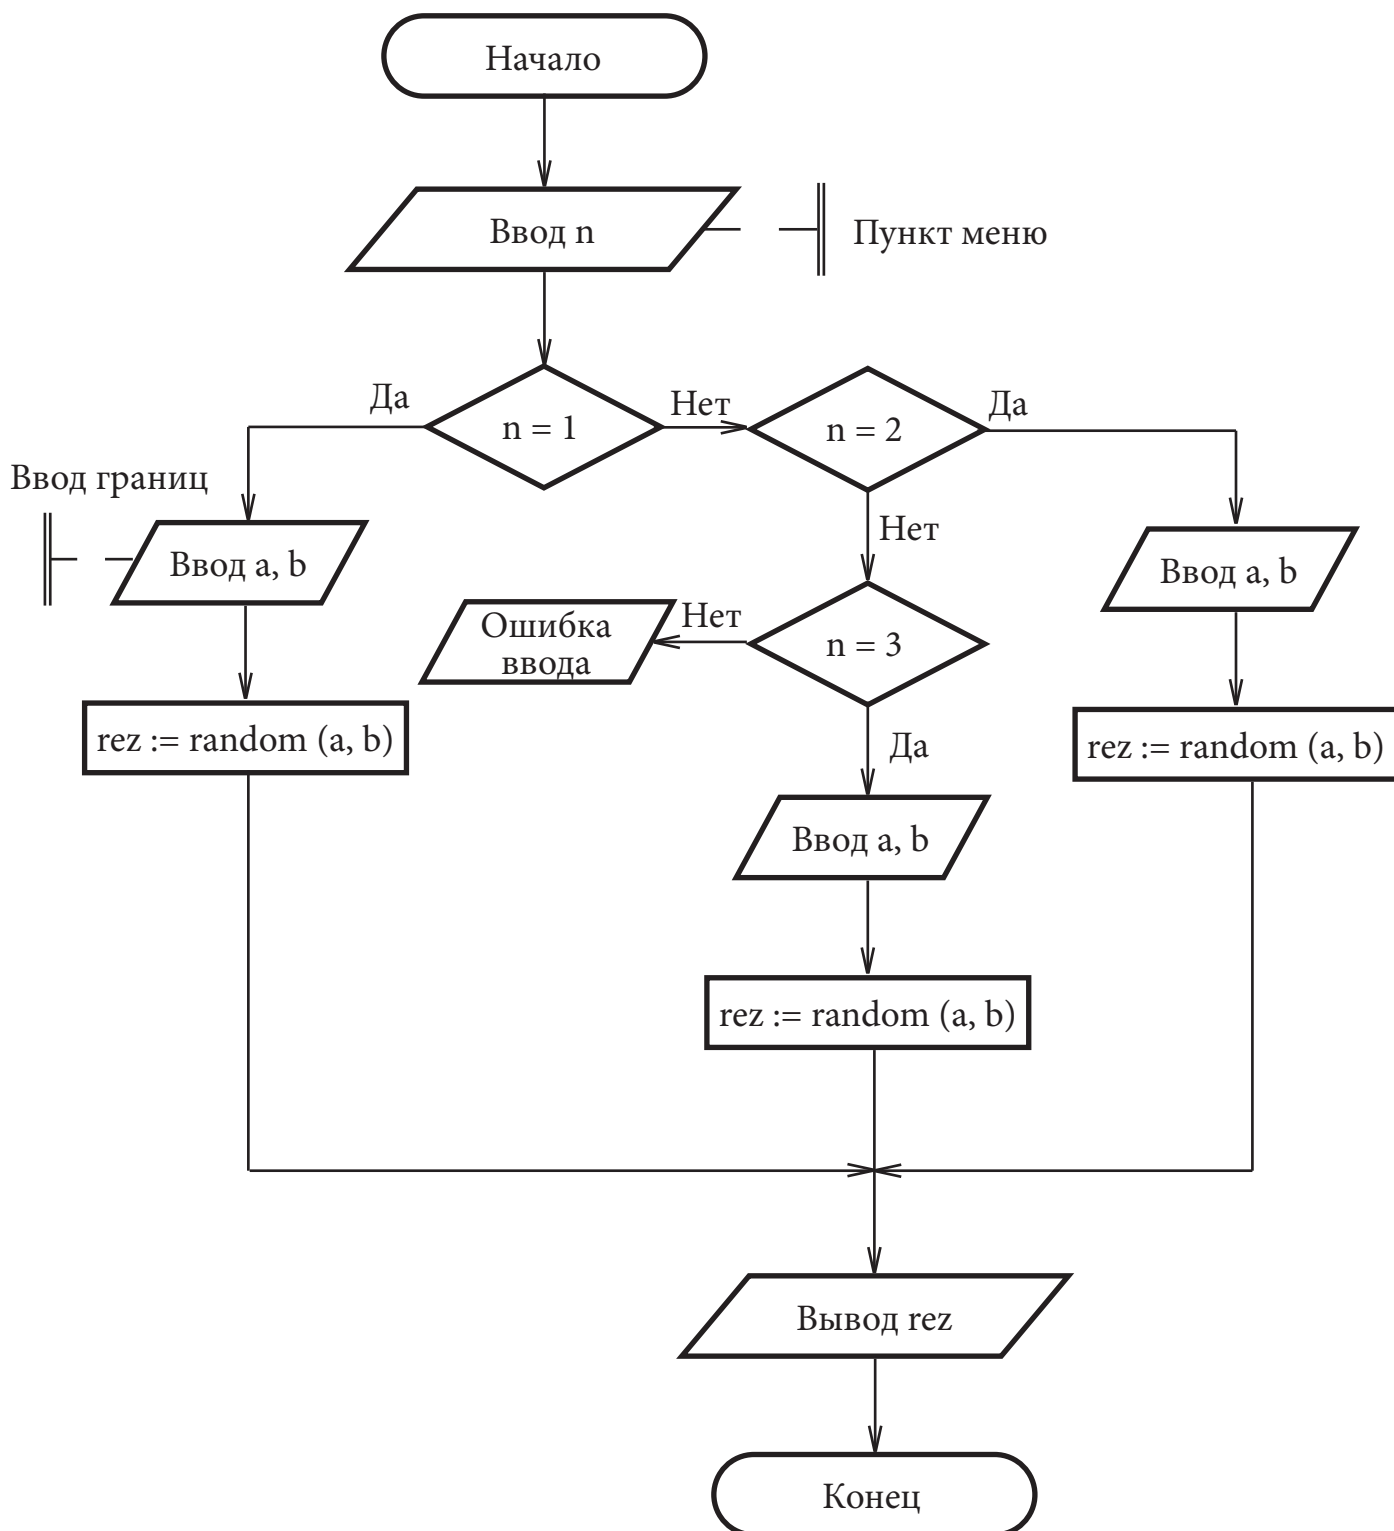 Начало
Ввод n
Пункт меню
Да
n = 1
Нет
n = 2
Да
Ввод границ
Ввод a, b
Нет
Ввод a, b
Ошибка
ввода
Нет
n = 3
rez := random (a, b)
Да
rez := random (a, b)
Ввод a, b
rez := random (a, b)
Вывод rez
Конец